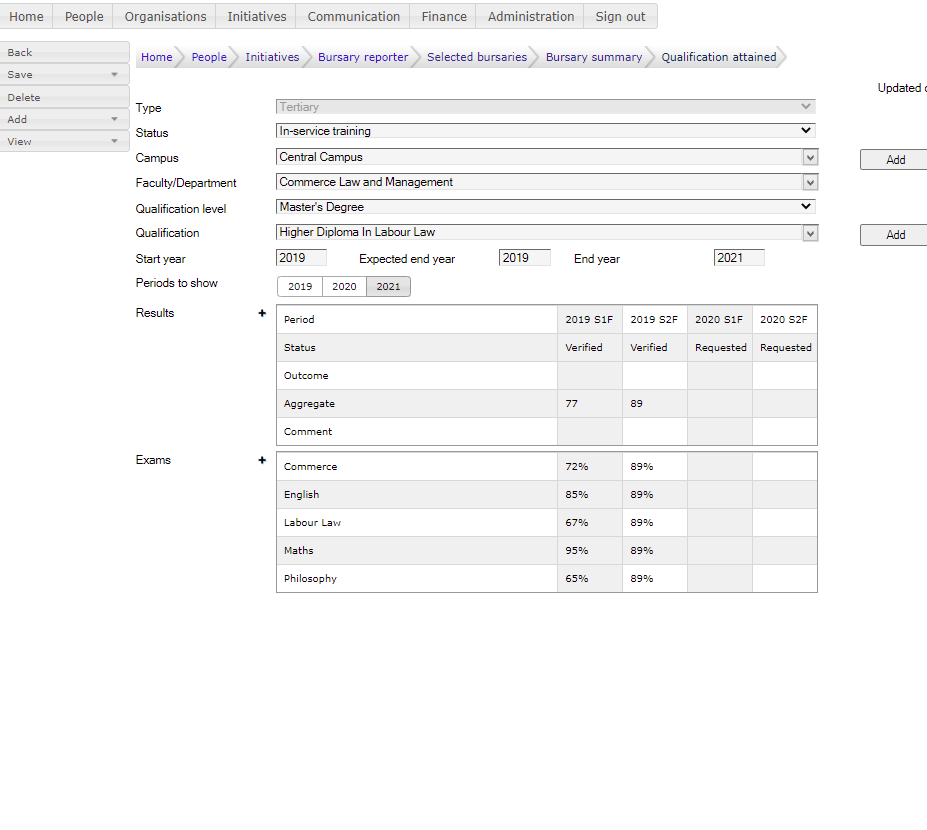 Home People Organisations Initiatives Communication Finance Administration Sign out
Back
Save
Delete
Add
View
Home People Initiatives Bursary reporter Selected bursaries Bursary summary Qualification attained
Updated
Type Tertiary
Status In-service training
Campus Central Campus Add
Faculty/Department Commerce Law and Management
Qualification level Master's Degree
Qualification Higher Diploma In Labour Law Add
Start year 2019 Expected end year 2019 End year 2021
Periods to show 2019 2020 2021
Results + Period 2019 S1F 2019 S2F 2020 S1F 2020 S2F
Status Verified Verified Requested Requested
Outcome
Aggregate 77 89
Comment
Exams + Commerce 72% 89%
English 85% 89%
Labour Law 67% 89%
Maths 95% 89%
Philosophy 65% 89%